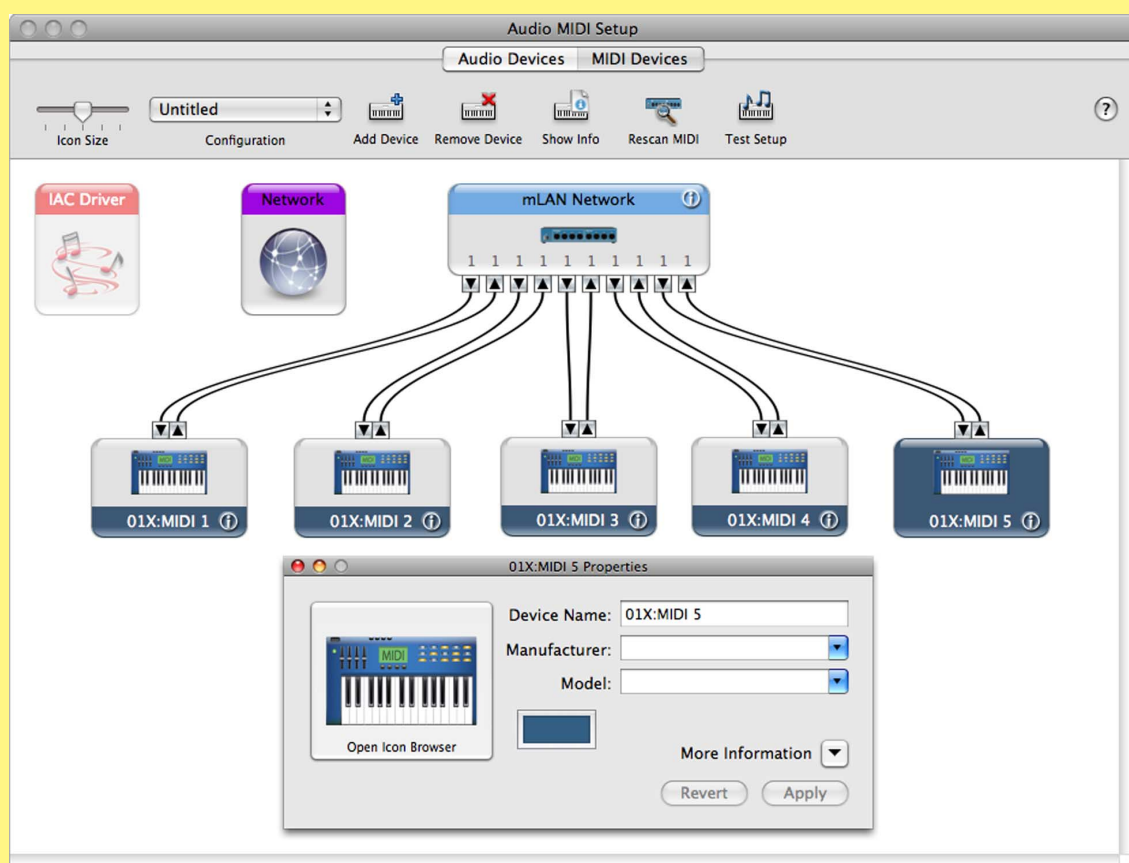 Audio MIDI Setup
Audio Devices MIDI Devices
Untitled
?
Icon Size Configuration Add Device Remove Device Show Info Rescan MIDI Test Setup
IAC Driver Network mLAN Network i
1 1 1 1 1 1 1 1 1 1
01X:MIDI 1 i 01X:MIDI 2 i 01X:MIDI 3 i 01X:MIDI 4 i 01X:MIDI 5 i
01X:MIDI 5 Properties
Device Name: 01X:MIDI 5
MIDI
Manufacturer:
Model:
Open Icon Browser
More Information
Revert Apply